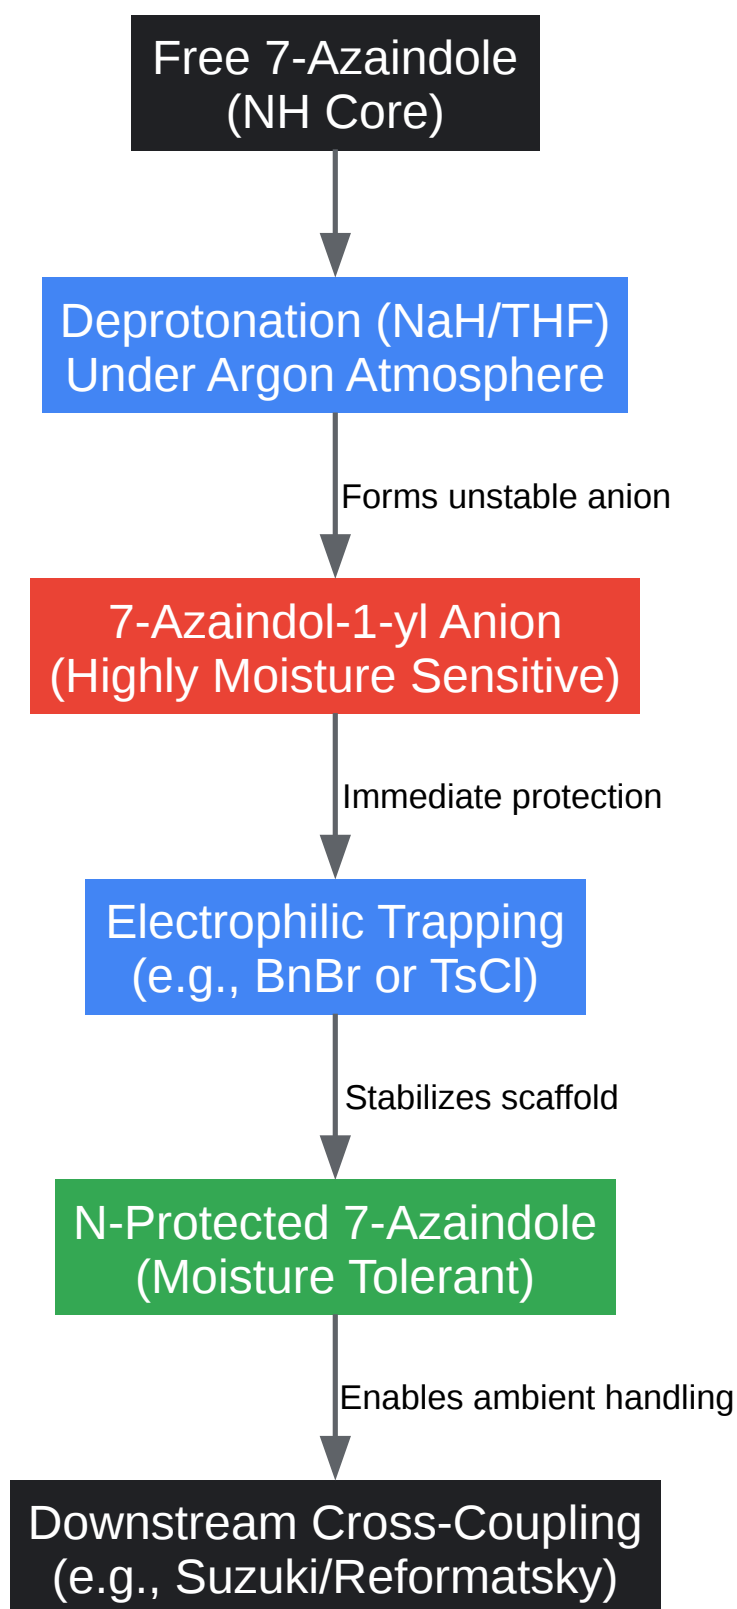 Free 7-Azaindole
(NH Core)
Deprotonation (NaH/THF)
Under Argon Atmosphere
Forms unstable anion
7-Azaindol-1-yl Anion
(Highly Moisture Sensitive)
Immediate protection
Electrophilic Trapping
(e.g., BnBr or TsCl)
Stabilizes scaffold
N-Protected 7-Azaindole
(Moisture Tolerant)
Enables ambient handling
Downstream Cross-Coupling
(e.g., Suzuki/Reformatsky)